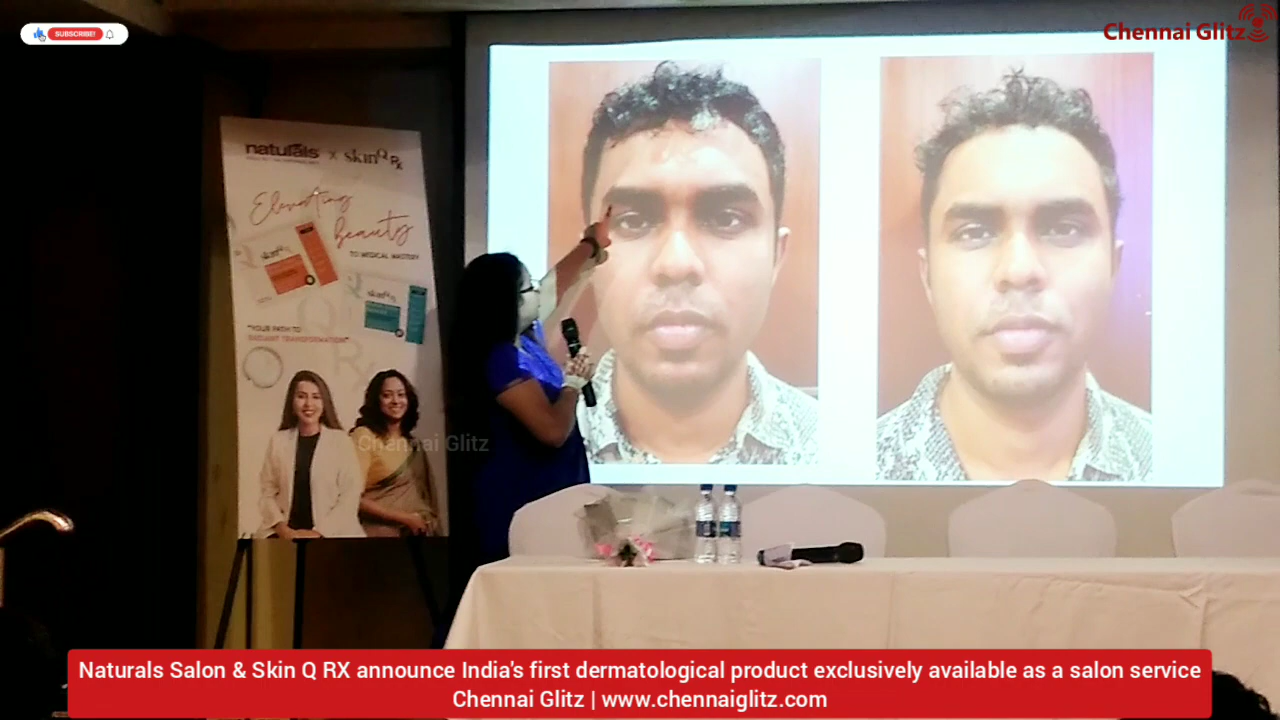 SUBSCRIBE!
Chennai Glitz
naturals x skinQ Rx
Elevating
beauty
TO MEDICAL MASTERY
"YOUR PATH TO
RADIANT TRANSFORMATION"
Chennai Glitz
Naturals Salon & Skin Q RX announce India's first dermatological product exclusively available as a salon service
Chennai Glitz | www.chennaiglitz.com